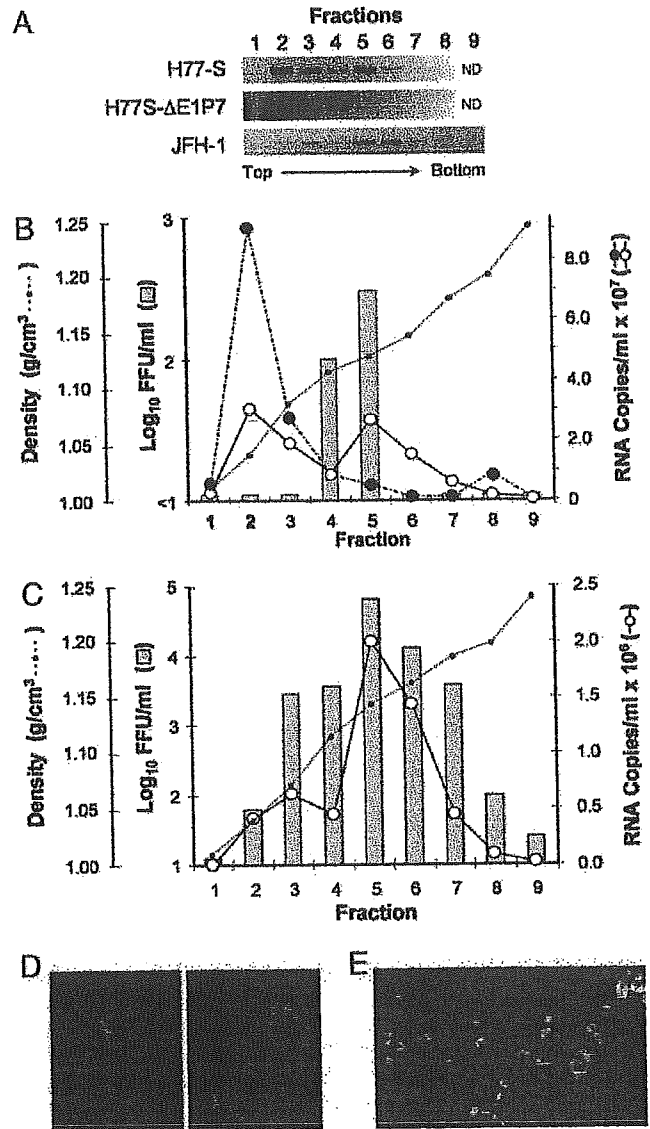 A
Fractions
1 2 3 4 5 6 7 8 9
H77-S ND
H77S-ΔE1P7 ND
JFH-1
Top Bottom
B
Density (g/cm³ ·····)
1.25
1.20
1.15
1.10
1.05
1.00
Log₁₀ FFU/ml ( )
3
2
<1
RNA Copies/ml x 10⁷ ( )
8.0
6.0
4.0
2.0
0
1 2 3 4 5 6 7 8 9
Fraction
C
Density (g/cm³ ·····)
1.25
1.20
1.15
1.10
1.05
1.00
Log₁₀ FFU/ml ( )
5
4
3
2
1
RNA Copies/ml x 10⁶ (-o-)
2.5
2.0
1.5
1.0
0.5
0.0
1 2 3 4 5 6 7 8 9
Fraction
D
E